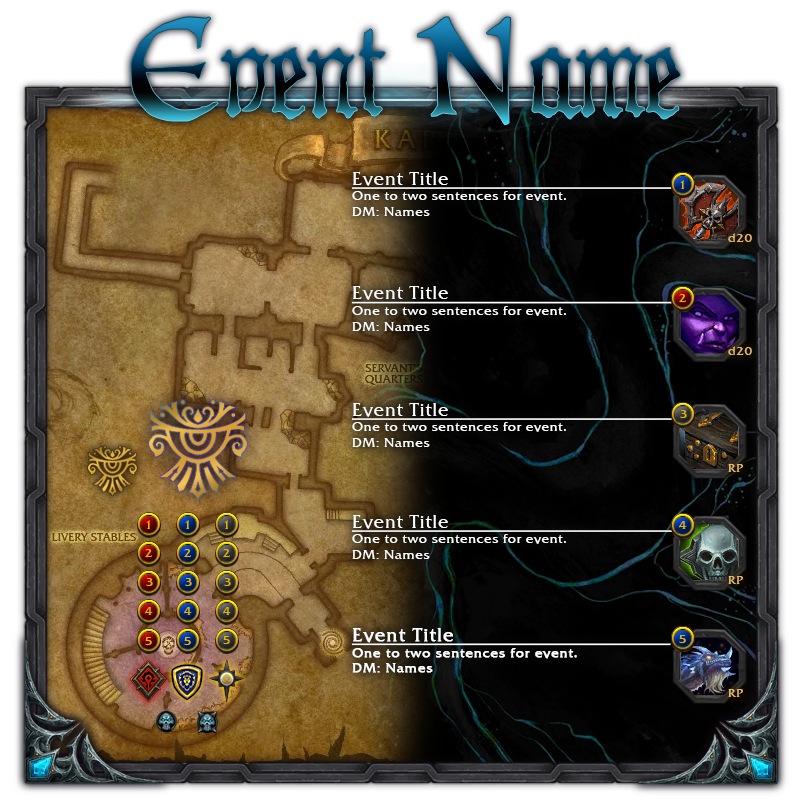 Event Name
KA
Event Title
One to two sentences for event.
DM: Names
1
d20
Event Title
One to two sentences for event.
DM: Names
2
d20
SERVANT
QUARTERS
Event Title
One to two sentences for event.
DM: Names
3
RP
LIVERY STABLES
1 1 1
2 2 2
3 3 3
4 4 4
5 5 5
Event Title
One to two sentences for event.
DM: Names
4
RP
Event Title
One to two sentences for event.
DM: Names
5
RP